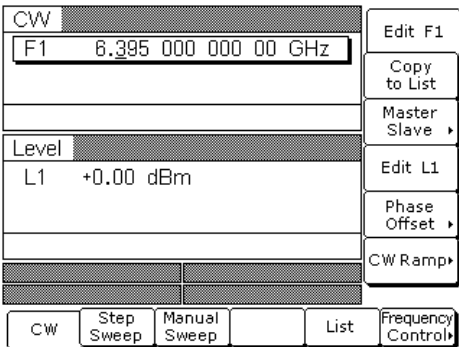 CW
F1 6.395 000 000 00 GHz
Level
L1 +0.00 dBm
Edit F1
Copy
to List
Master
Slave
Edit L1
Phase
Offset
CW Ramp
CW
Step
Sweep
Manual
Sweep
List
Frequency
Control